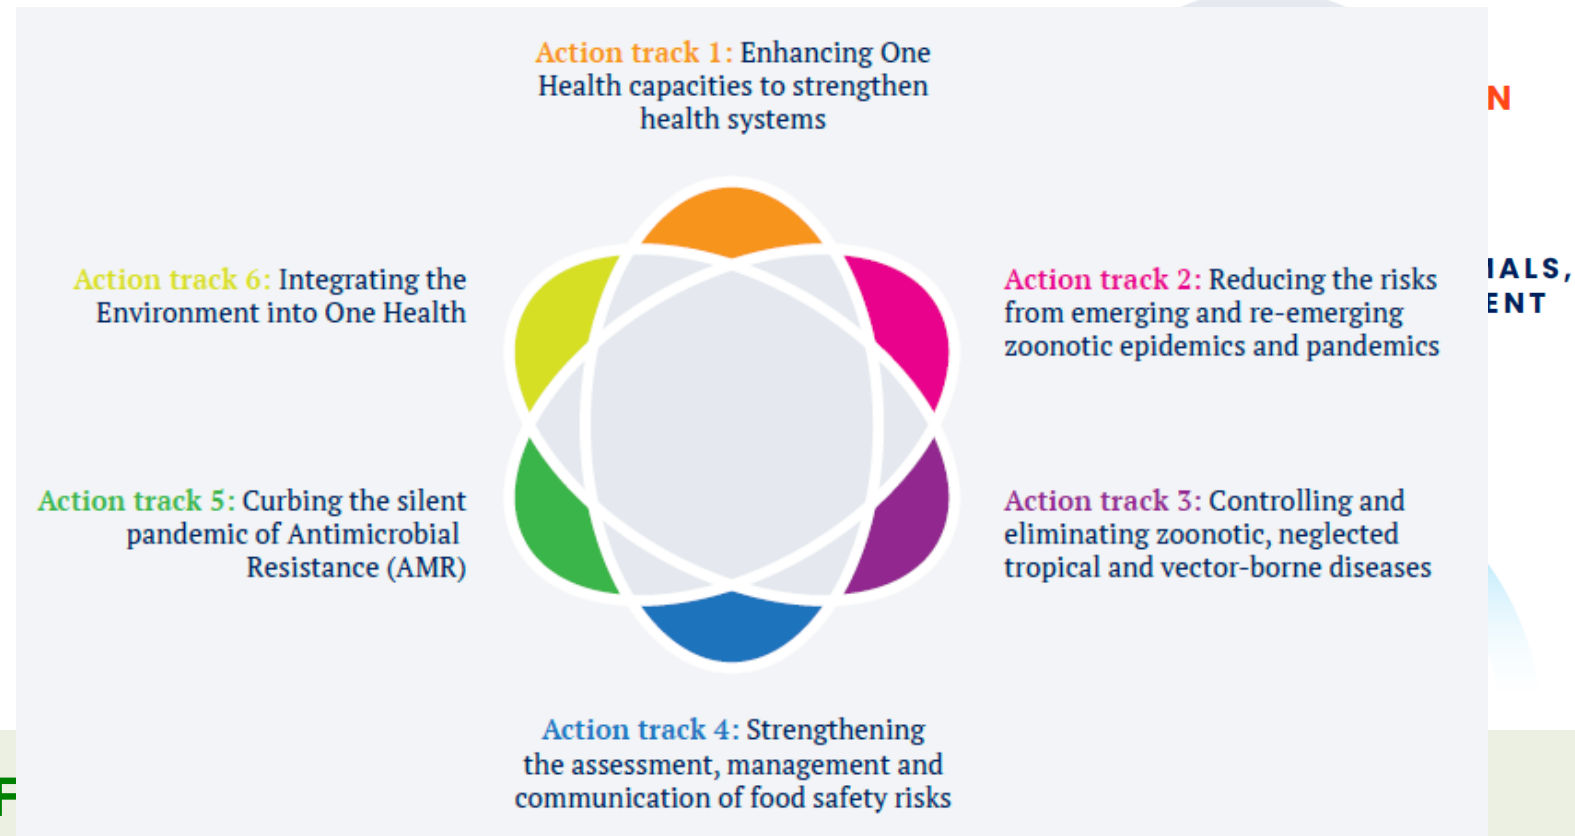 Action track 1: Enhancing One
Health capacities to strengthen
health systems
N
Action track 6: Integrating the
Environment into One Health
Action track 2: Reducing the risks
from emerging and re-emerging
zoonotic epidemics and pandemics
IALS,
ENT
Action track 5: Curbing the silent
pandemic of Antimicrobial
Resistance (AMR)
Action track 3: Controlling and
eliminating zoonotic, neglected
tropical and vector-borne diseases
Action track 4: Strengthening
the assessment, management and
communication of food safety risks
F